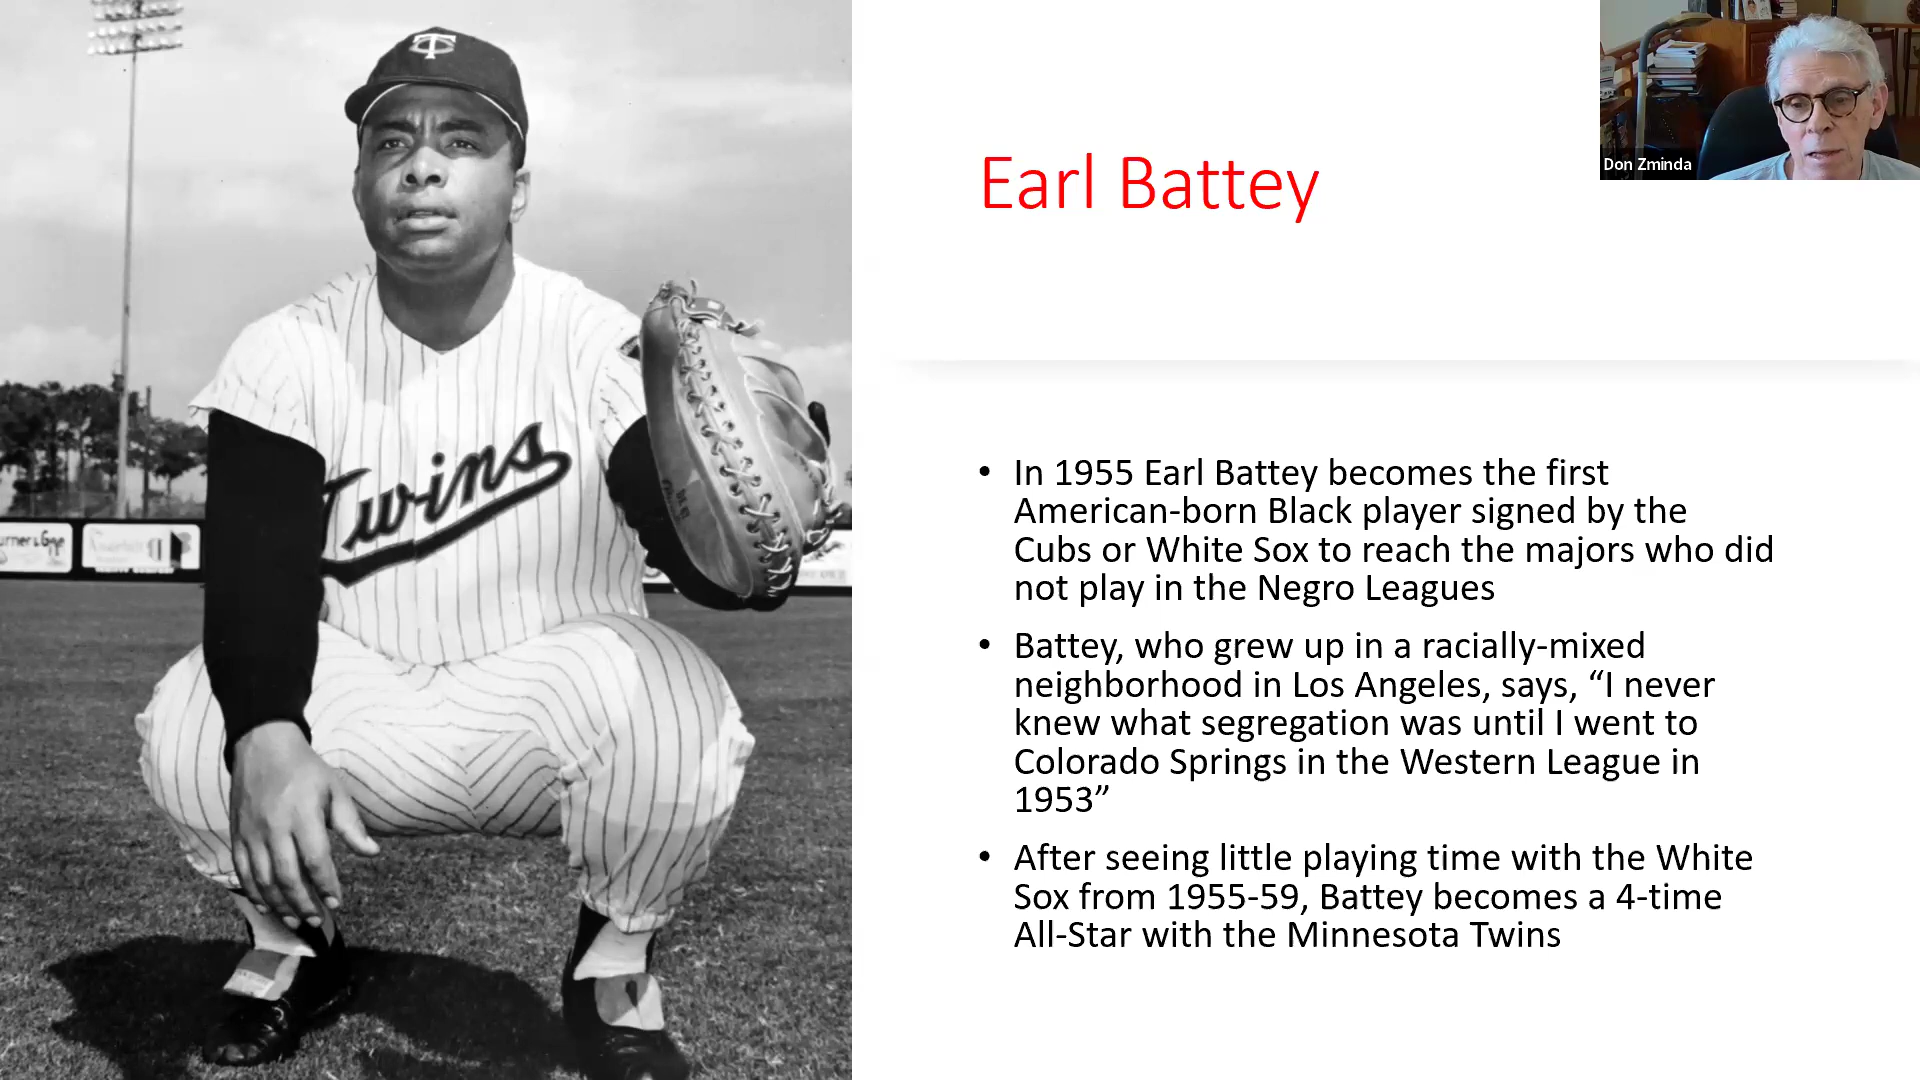 TC
Twins
Earl Battey
Don Zminda
• In 1955 Earl Battey becomes the first
American-born Black player signed by the
Cubs or White Sox to reach the majors who did
not play in the Negro Leagues
• Battey, who grew up in a racially-mixed
neighborhood in Los Angeles, says, “I never
knew what segregation was until I went to
Colorado Springs in the Western League in
1953”
• After seeing little playing time with the White
Sox from 1955-59, Battey becomes a 4-time
All-Star with the Minnesota Twins